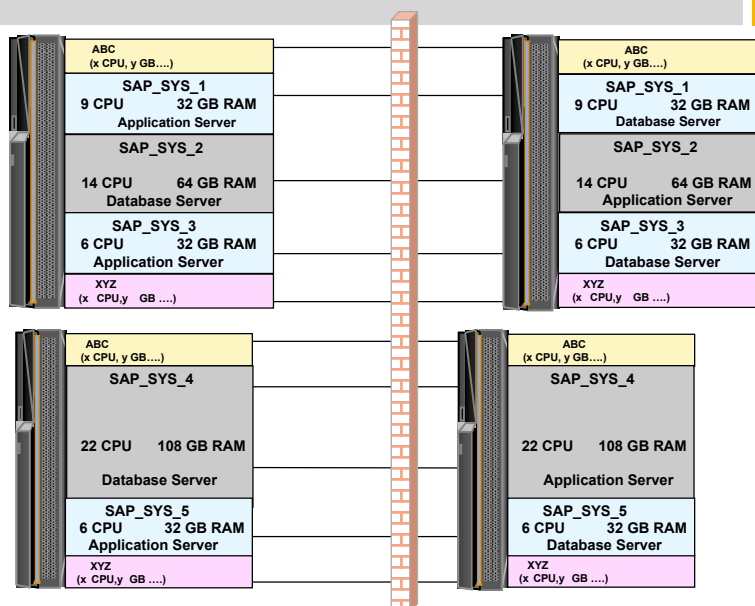 ABC
(x CPU, y GB....)
SAP_SYS_1
9 CPU 32 GB RAM
Application Server
SAP_SYS_2
14 CPU 64 GB RAM
Database Server
SAP_SYS_3
6 CPU 32 GB RAM
Application Server
XYZ
(x CPU,y GB ....)
ABC
(x CPU, y GB....)
SAP_SYS_1
9 CPU 32 GB RAM
Database Server
SAP_SYS_2
14 CPU 64 GB RAM
Application Server
SAP_SYS_3
6 CPU 32 GB RAM
Database Server
XYZ
(x CPU,y GB ....)
ABC
(x CPU, y GB....)
SAP_SYS_4
22 CPU 108 GB RAM
Database Server
SAP_SYS_5
6 CPU 32 GB RAM
Application Server
XYZ
(x CPU,y GB ....)
ABC
(x CPU, y GB....)
SAP_SYS_4
22 CPU 108 GB RAM
Application Server
SAP_SYS_5
6 CPU 32 GB RAM
Database Server
XYZ
(x CPU,y GB ....)